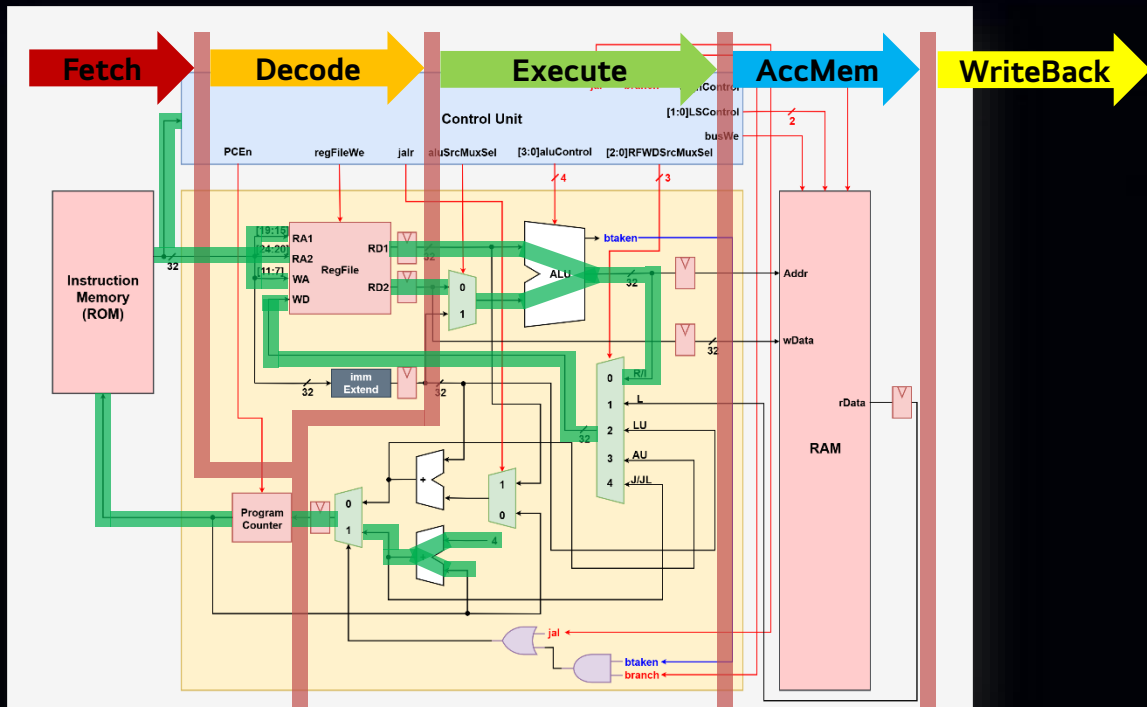 Fetch
Decode
Execute
AccMem
WriteBack
Control Unit
[1:0]LSControl
2
busWe
PCEn
regFileWe
jalr
aluSrcMuxSel
[3:0]aluControl
[2:0]RFWDSrcMuxSel
4
3
Instruction
Memory
(ROM)
32
[19:15]
RA1
[24:20]
RA2
[11:7]
WA
WD
RegFile
RD1
32
RD2
0
1
ALU
btaken
32
Addr
wData
32
rData
RAM
32
imm
Extend
32
32
0
R/I
1
L
2
LU
3
AU
4
J/JL
Program
Counter
0
1
+
+
4
1
0
jal
btaken
branch